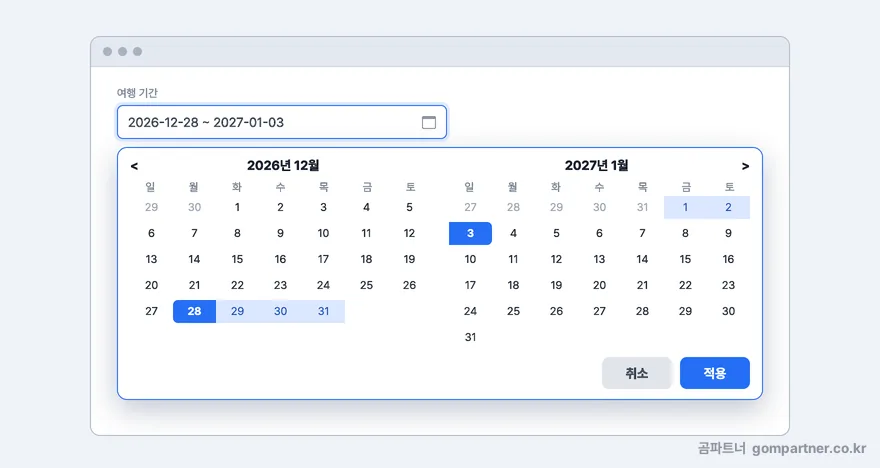 여행 기간
2026-12-28 ~ 2027-01-03
< 2026년 12월
일 월 화 수 목 금 토
29 30 1 2 3 4 5
6 7 8 9 10 11 12
13 14 15 16 17 18 19
20 21 22 23 24 25 26
27 28 29 30 31
2027년 1월 >
일 월 화 수 목 금 토
27 28 29 30 31 1 2
3 4 5 6 7 8 9
10 11 12 13 14 15 16
17 18 19 20 21 22 23
24 25 26 27 28 29 30
31
취소 적용
곰파트너 gompartner.co.kr